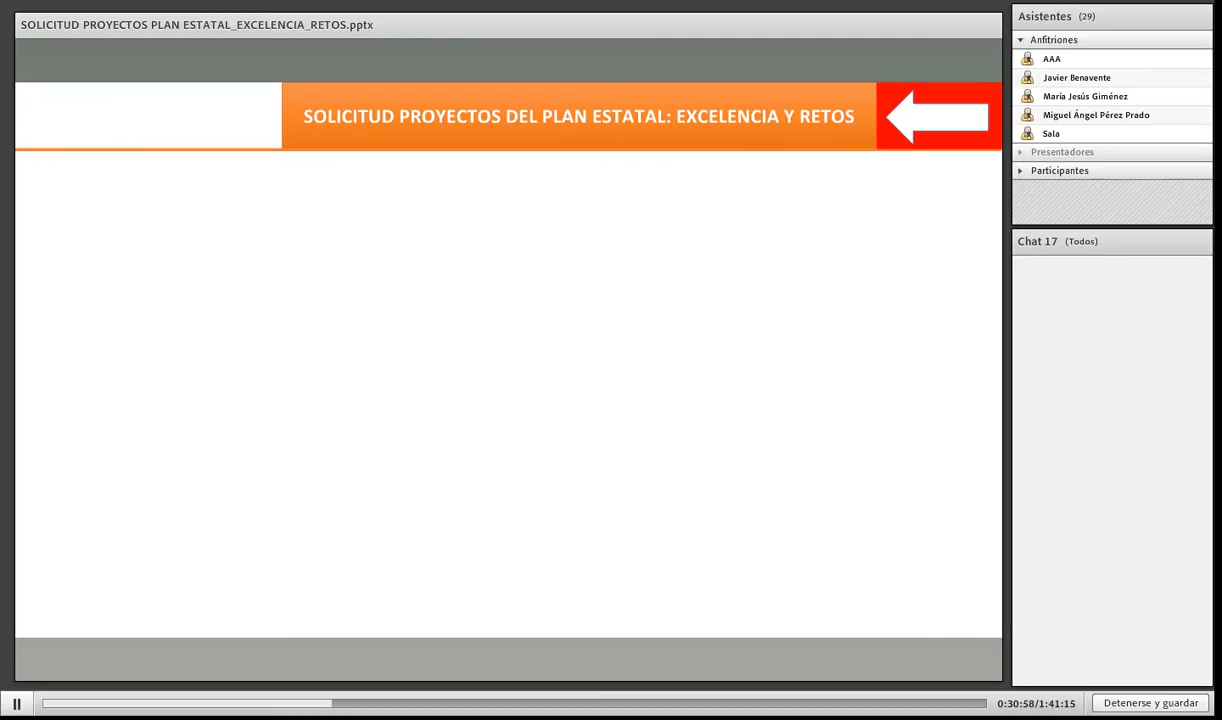 SOLICITUD PROYECTOS PLAN ESTATAL_EXCELENCIA_RETOS.pptx
SOLICITUD PROYECTOS DEL PLAN ESTATAL: EXCELENCIA Y RETOS
Asistentes (29)
Anfitriones
AAA
Javier Benavente
María Jesús Giménez
Miguel Ángel Pérez Prado
Sala
Presentadores
Participantes
Chat 17 (Todos)
0:30:58/1:41:15
Detenerse y guardar